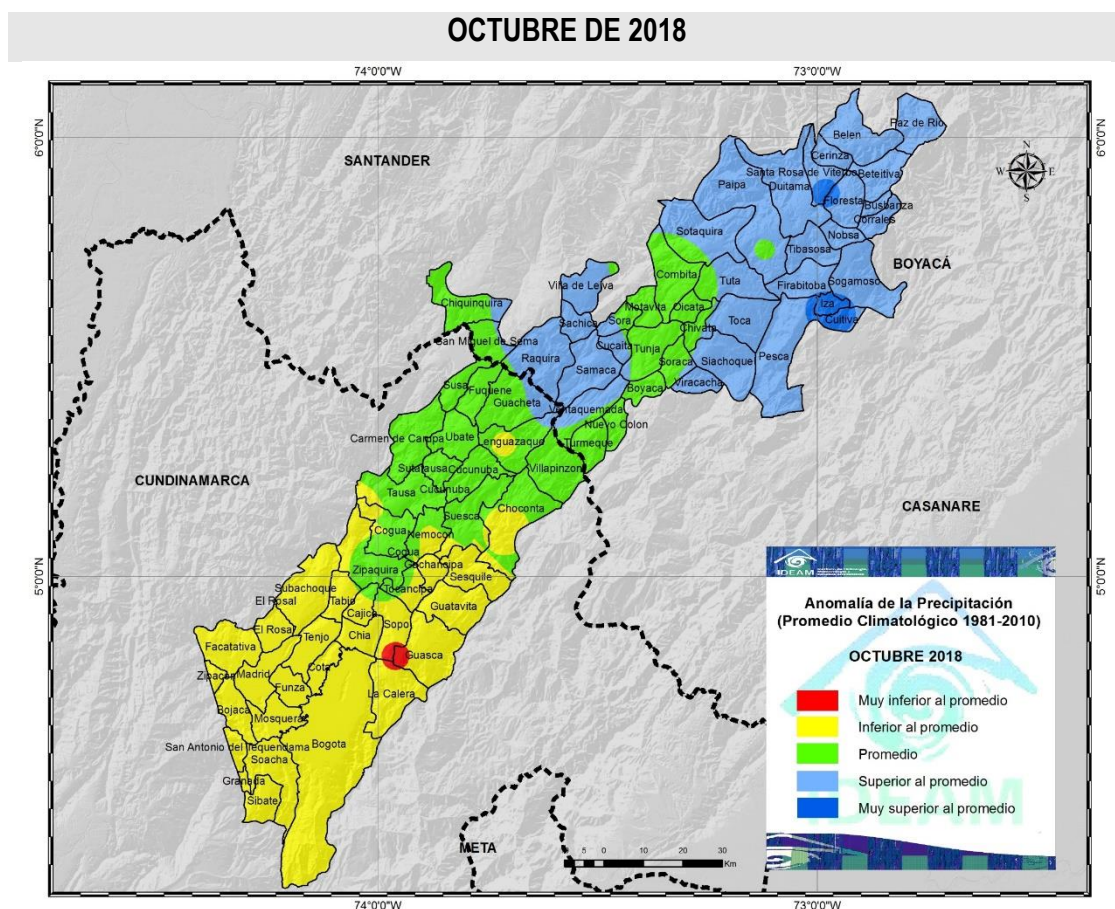 OCTUBRE DE 2018
74°0'0"W
73°0'0"W
6°0'0"N
6°0'0"N
Paz de Rio
Belen
Cerinza
SANTANDER
N
W
E
S
Santa Rosa de Viterbo
Beteitiva
Paipa
Duitama
Floresta
Busbanza
Corrales
Sotaquira
Nobsa
Tibasosa
BOYACÁ
Combita
Villa de Leiva
Tuta
Firabitoba
Sogamoso
Chiquinquira
Motavita
Oicata
Iza
Sachica
Sora
Toca
Cuitiva
Chivata
San Miguel de Sema
Cucaita
Tunja
Raquira
Soraca
Siachoque
Pesca
Samaca
Susa
Fuquene
Boyaca
Viracacha
Guacheta
Ventaquemada
Nuevo Colon
Carmen de Carupa
Ubate
Lenguazaque
Turmeque
CUNDINAMARCA
Sutatausa
Cucunuba
Villapinzon
Tausa
Cucunuba
Choconta
CASANARE
Suesca
Cogua
Nemocon
Cogua
Gachancipa
5°0'0"N
5°0'0"N
Zipaquira
Sesquile
Subachoque
Tocancipa
El Rosal
Tabio
Guatavita
Cajica
Sopo
El Rosal
Tenjo
Chia
Facatativa
Guasca
Cota
Zipacon
Madrid
Funza
La Calera
Bojaca
Mosquera
Bogota
San Antonio del Tequendama
Soacha
Granada
Sibate
META
5
0
5
10
20
30
Km
74°0'0"W
73°0'0"W
IDEAM
Anomalía de la Precipitación
(Promedio Climatológico 1981-2010)
OCTUBRE 2018
Muy inferior al promedio
Inferior al promedio
Promedio
Superior al promedio
Muy superior al promedio
IDEAM